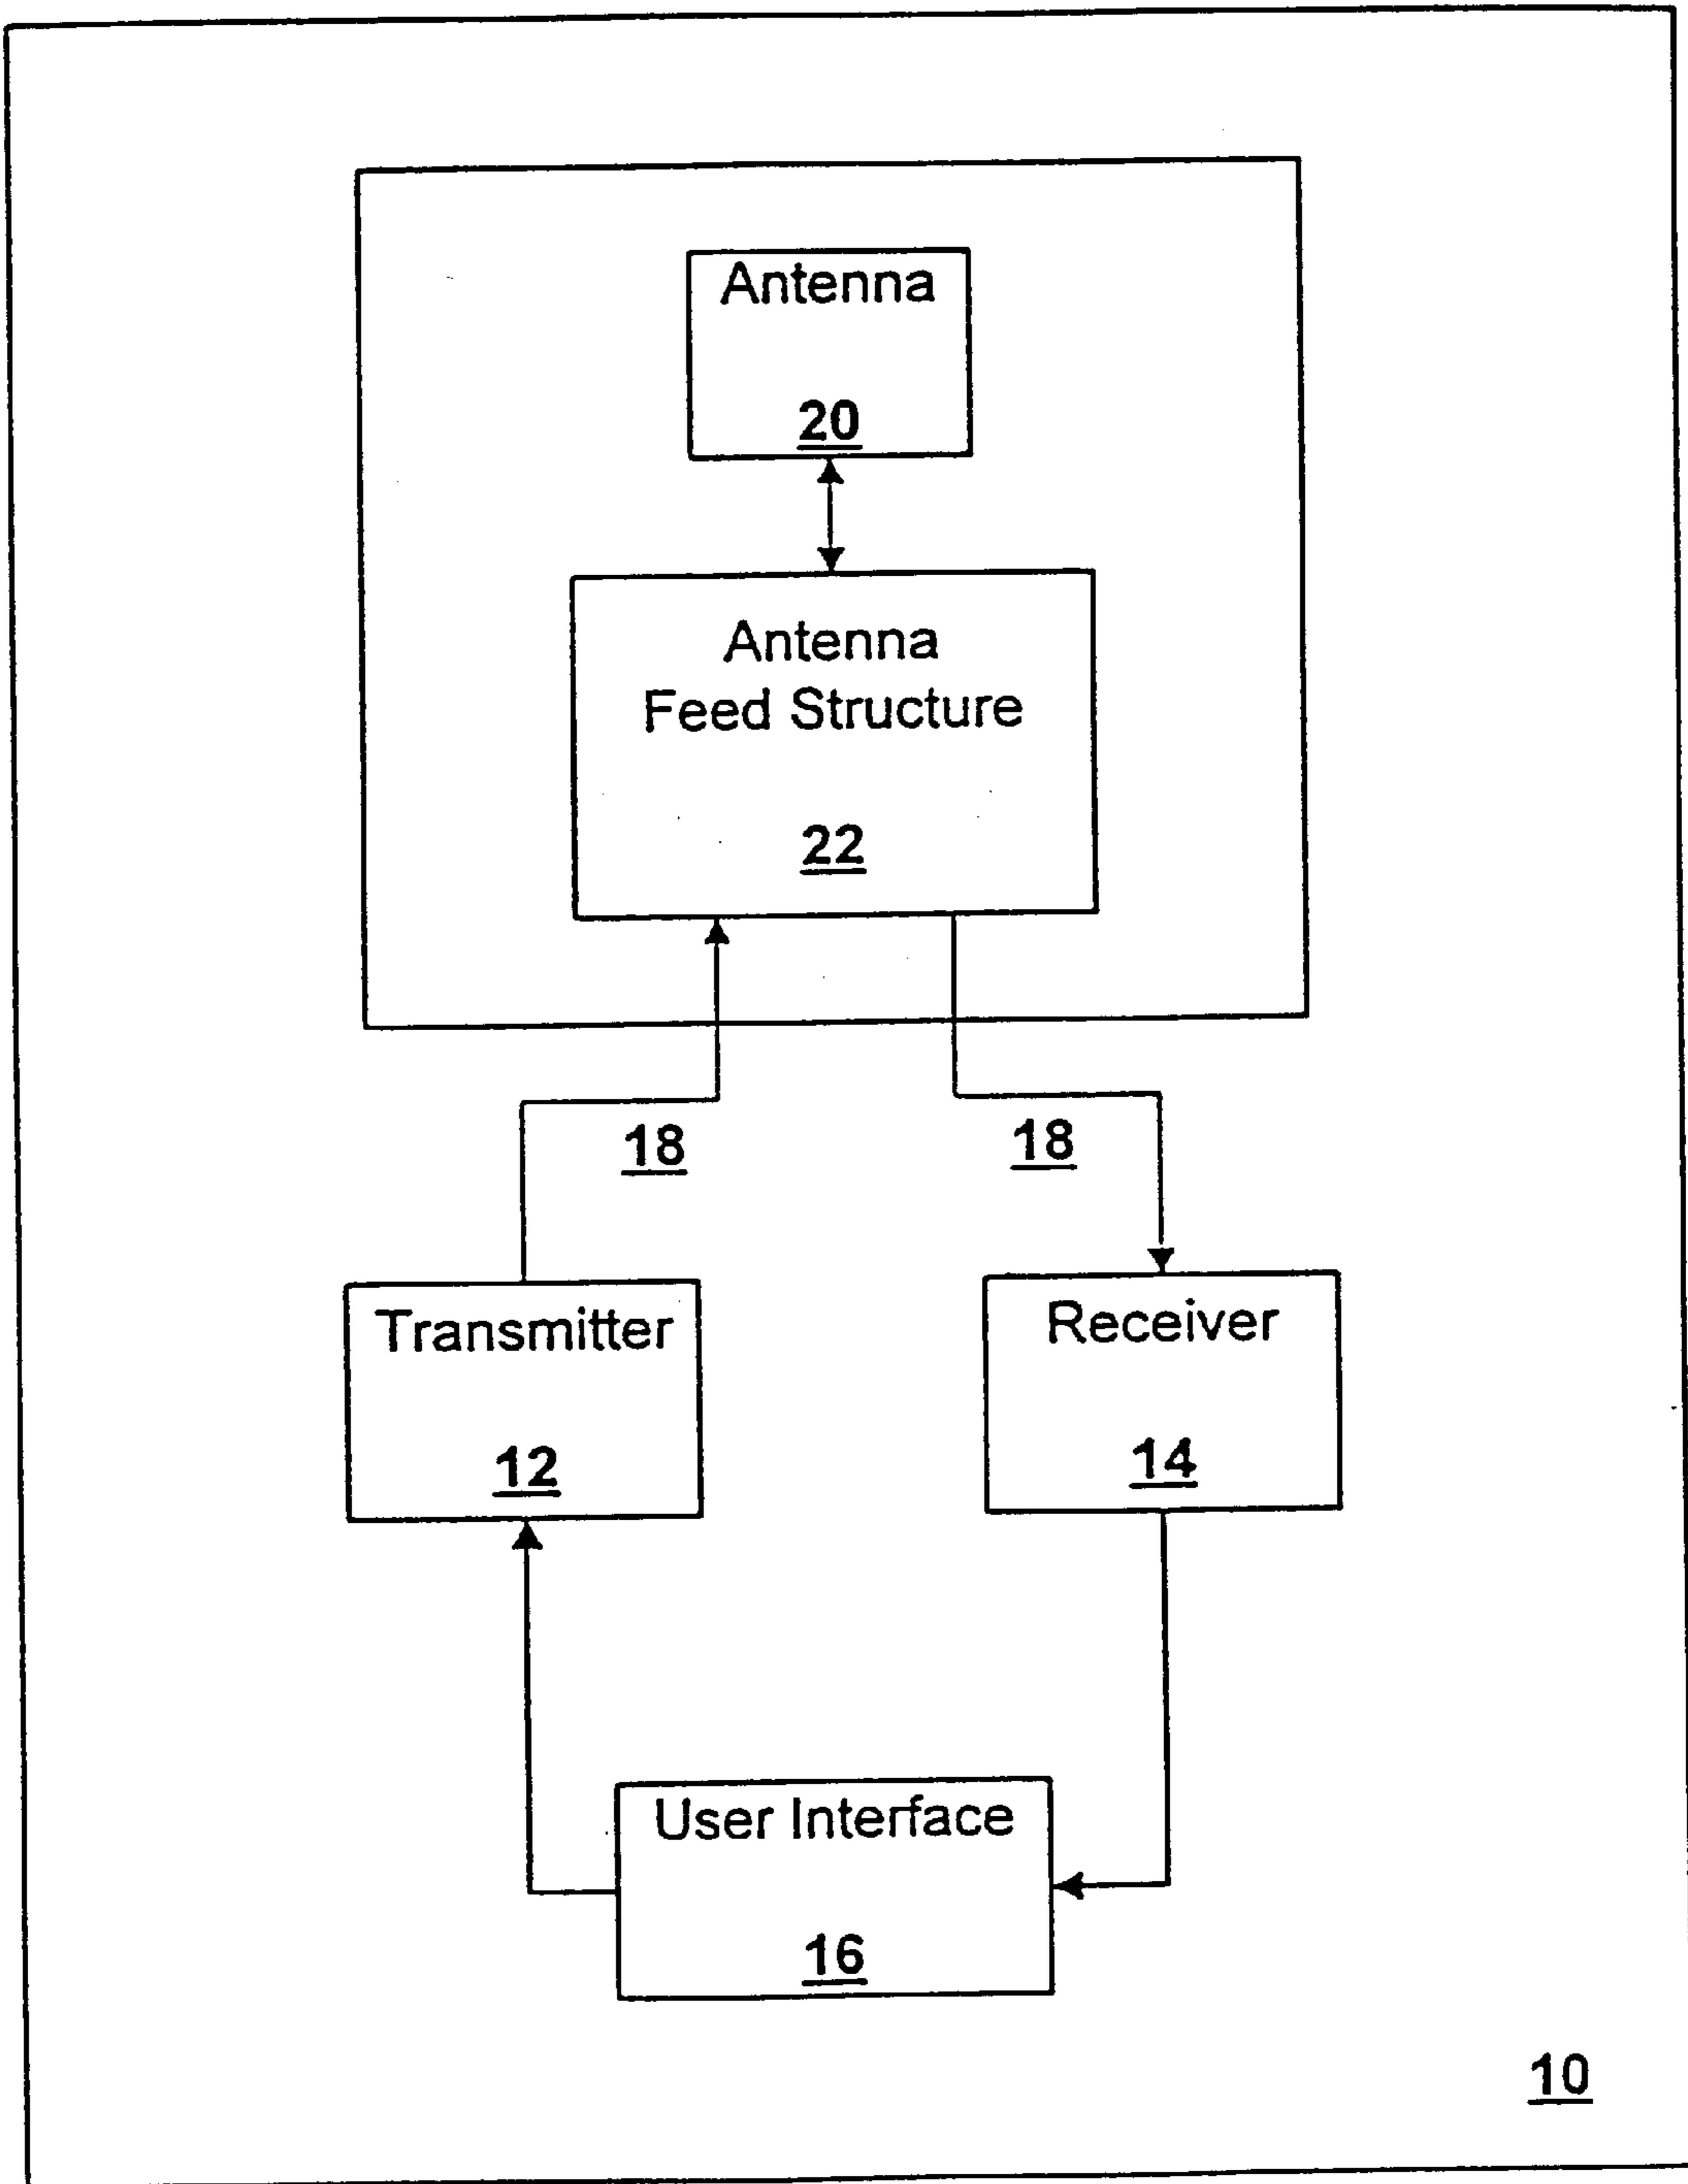 Antenna
20
Antenna
Feed Structure
22
18
18
Transmitter
12
Receiver
14
User Interface
16
10